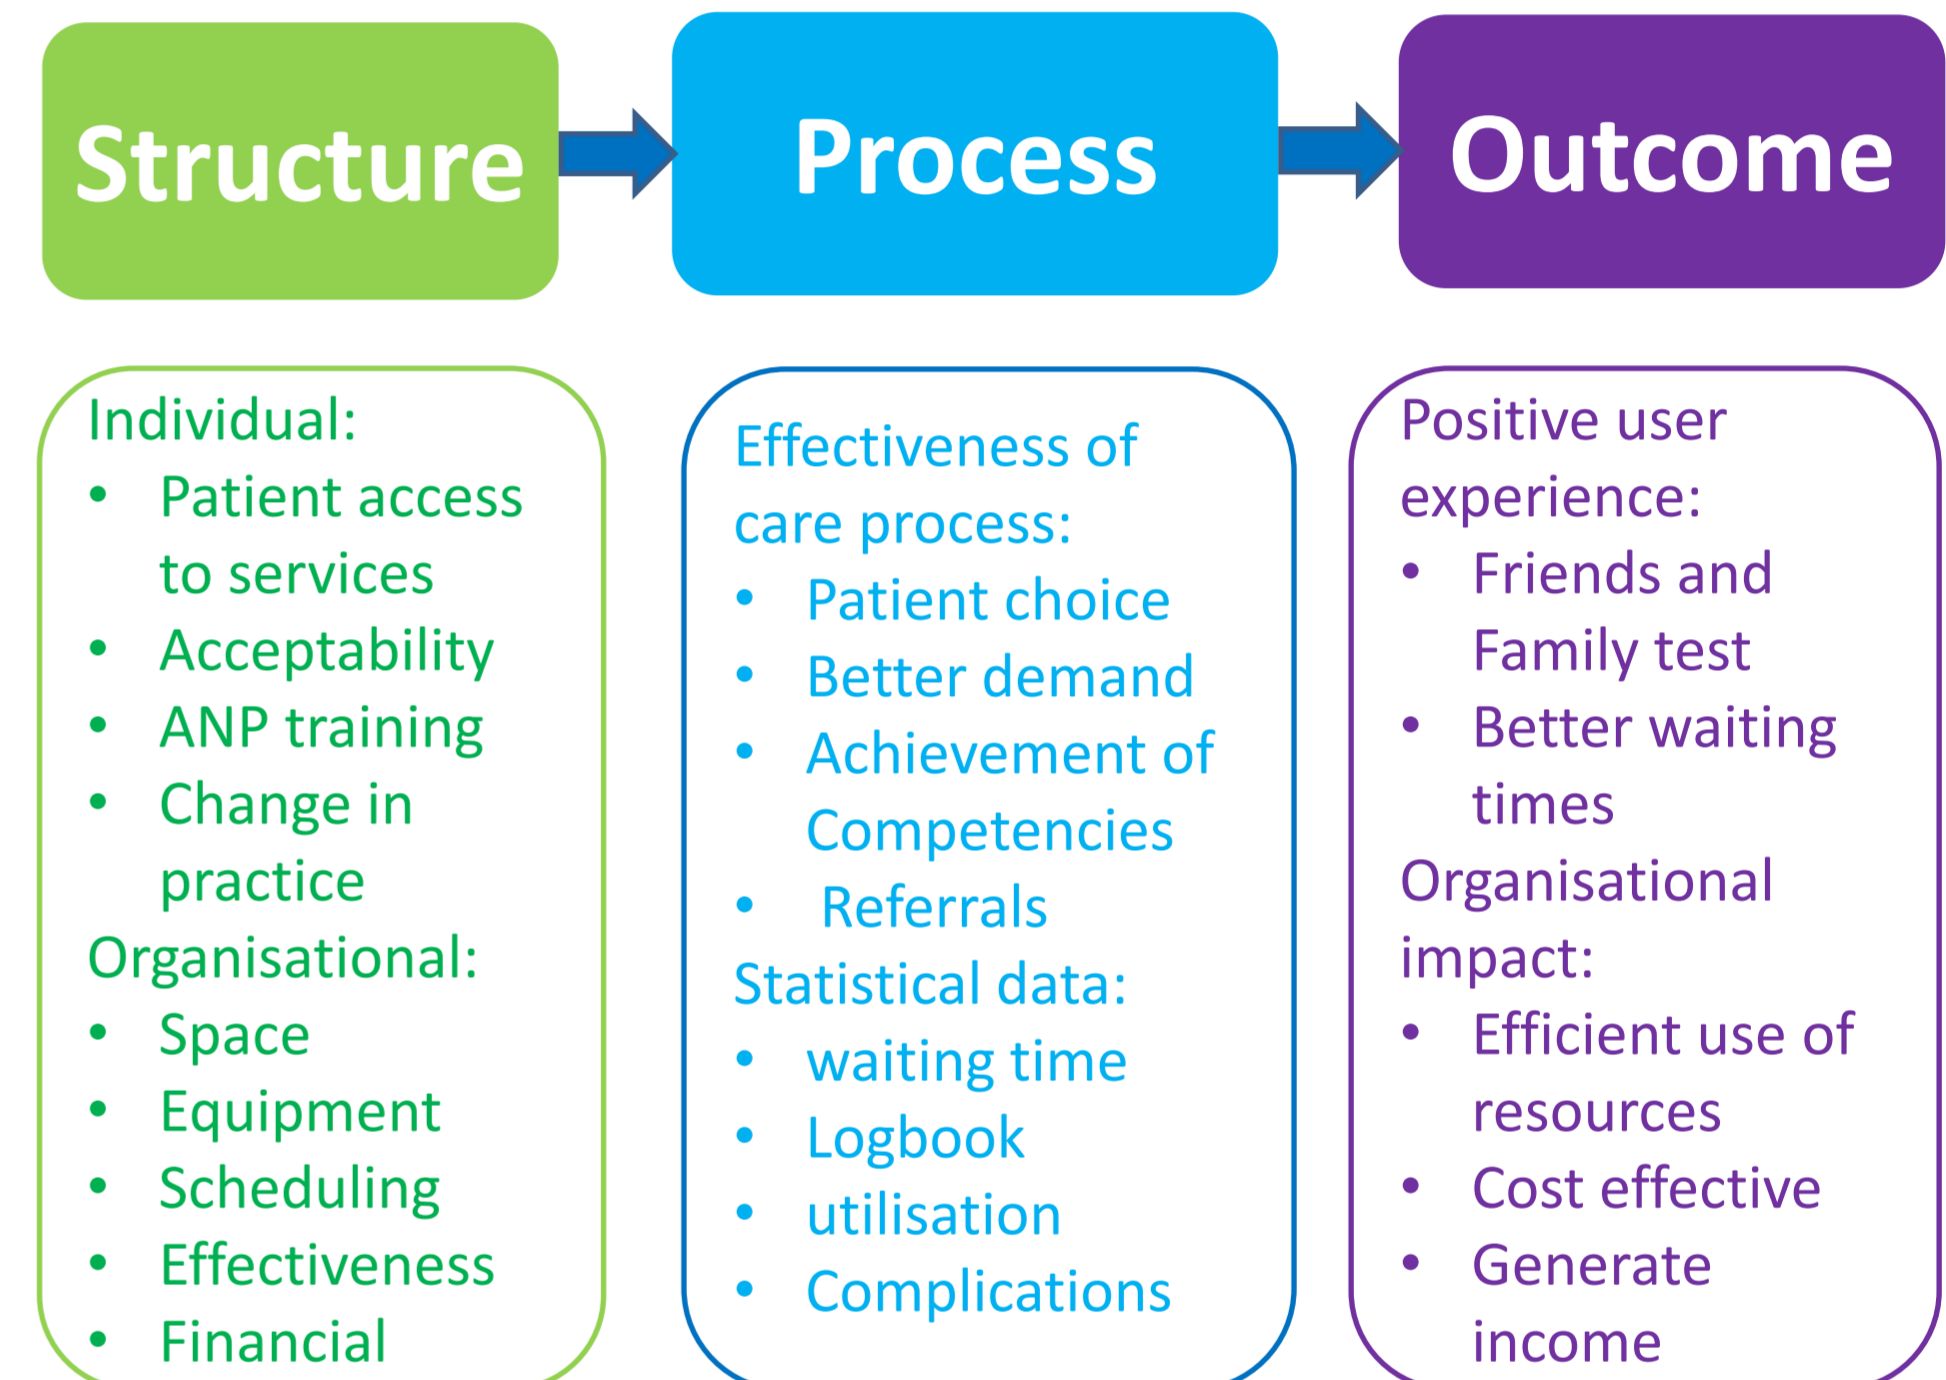 Structure
Process
Outcome
Individual:
• Patient access
to services
• Acceptability
• ANP training
• Change in
practice
Organisational:
• Space
• Equipment
• Scheduling
• Effectiveness
• Financial
Effectiveness of
care process:
• Patient choice
• Better demand
• Achievement of
Competencies
• Referrals
Statistical data:
• waiting time
• Logbook
• utilisation
• Complications
Positive user
experience:
• Friends and
Family test
• Better waiting
times
Organisational
impact:
• Efficient use of
resources
• Cost effective
• Generate
income